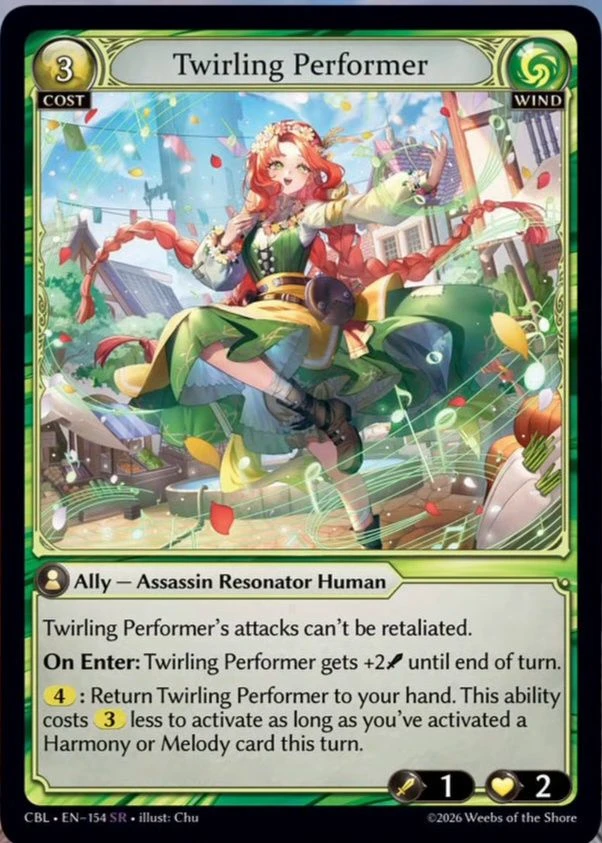 3
Twirling Performer
COST
WIND
Ally — Assassin Resonator Human
Twirling Performer's attacks can't be retaliated.
On Enter: Twirling Performer gets +2 until end of turn.
4 : Return Twirling Performer to your hand. This ability
costs 3 less to activate as long as you've activated a
Harmony or Melody card this turn.
1
2
CBL • EN-154 SR • illust: Chu
©2026 Weebs of the Shore